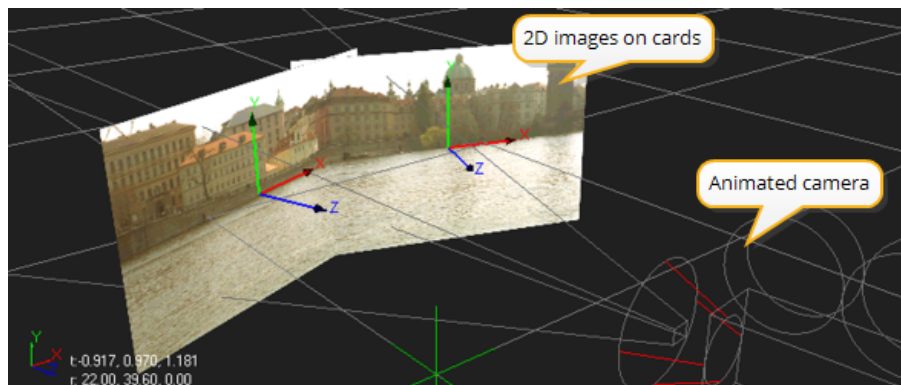 2D images on cards
Y
Y
X
X
Z
Animated camera
Z
Y
X
Z
t:-0.917, 0.970, 1.181
r: 22.00, 39.60, 0.00